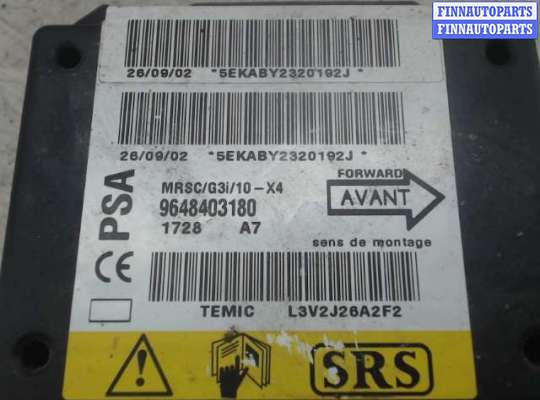 FINNAUTOPARTS
FINNAUTOPARTS
26/09/02 *5EKABY2320192J *
26/09/02 *5EKABY2320192J *
PSA
MRSC/G3i/10-X4
9648403180
1728 A7
FORWARD
AVANT
sens de montage
CE
TEMIC L3V2J26A2F2
SRS